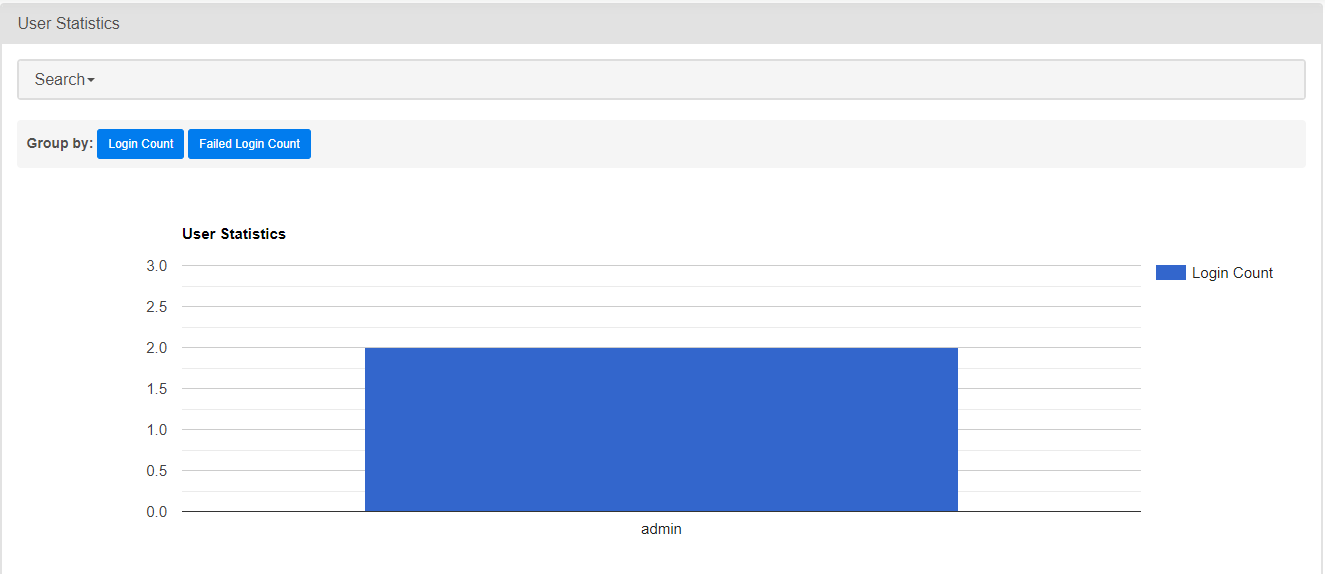 User Statistics
Search
Group by: Login Count Failed Login Count
User Statistics
3.0
Login Count
2.5
2.0
1.5
1.0
0.5
0.0
admin